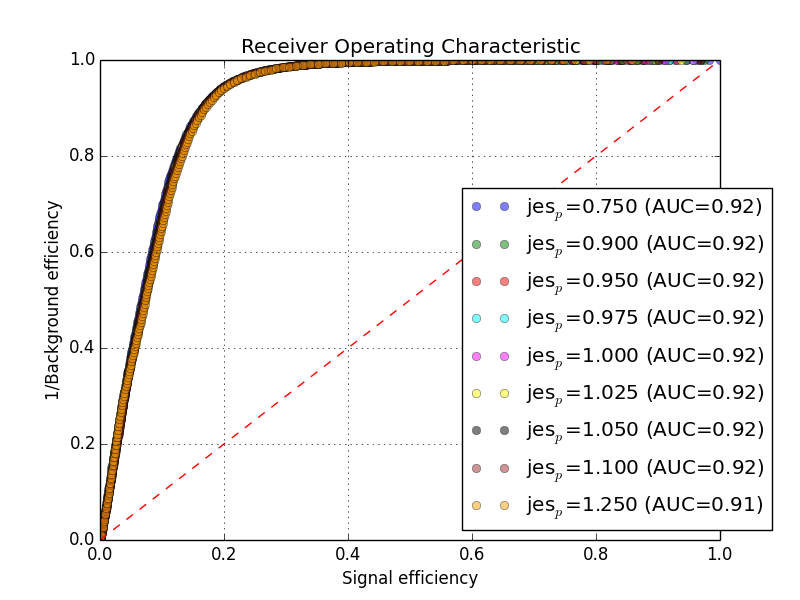 Receiver Operating Characteristic
1.0
0.8
0.6
0.4
0.2
0.0
1/Background efficiency
jes_p=0.750 (AUC=0.92)
jes_p=0.900 (AUC=0.92)
jes_p=0.950 (AUC=0.92)
jes_p=0.975 (AUC=0.92)
jes_p=1.000 (AUC=0.92)
jes_p=1.025 (AUC=0.92)
jes_p=1.050 (AUC=0.92)
jes_p=1.100 (AUC=0.92)
jes_p=1.250 (AUC=0.91)
0.0 0.2 0.4 0.6 0.8 1.0
Signal efficiency